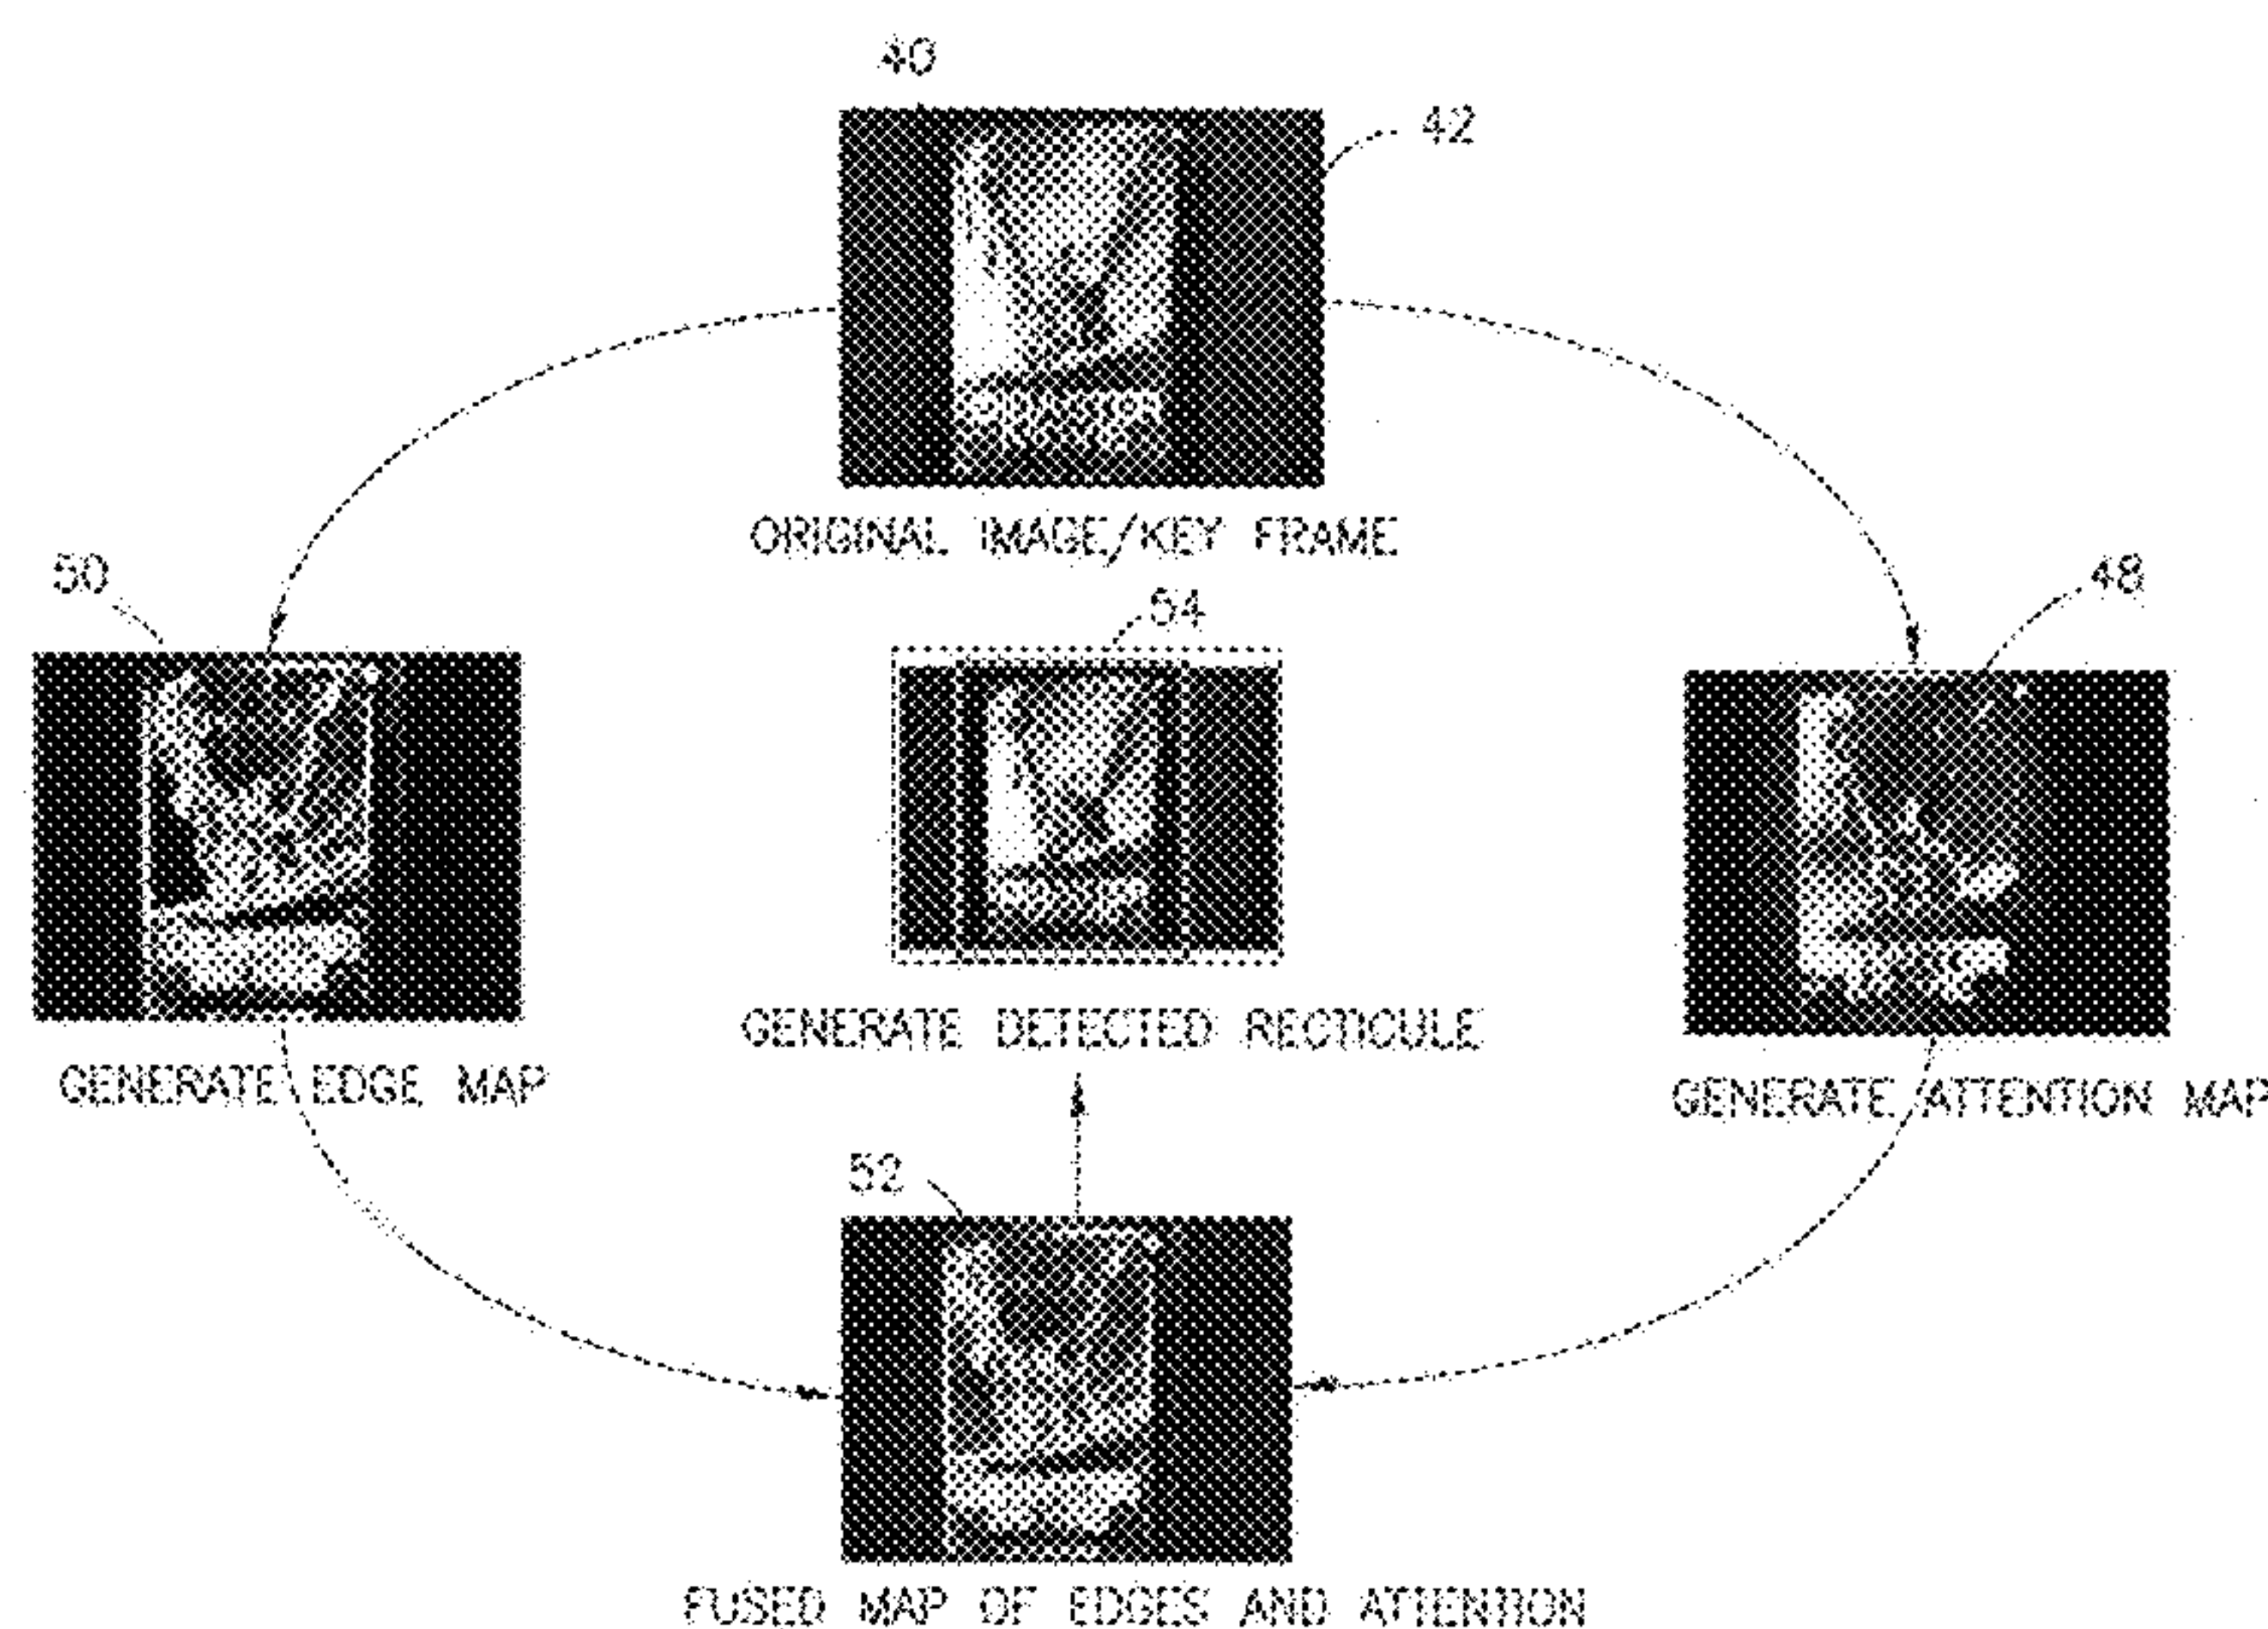 40
42
ORIGINAL IMAGE/KEY FRAME
50
54
48
GENERATE DETECTED RECTICULE
GENERATE EDGE MAP
GENERATE ATTENTION MAP
52
FUSED MAP OF EDGES AND ATTENTION